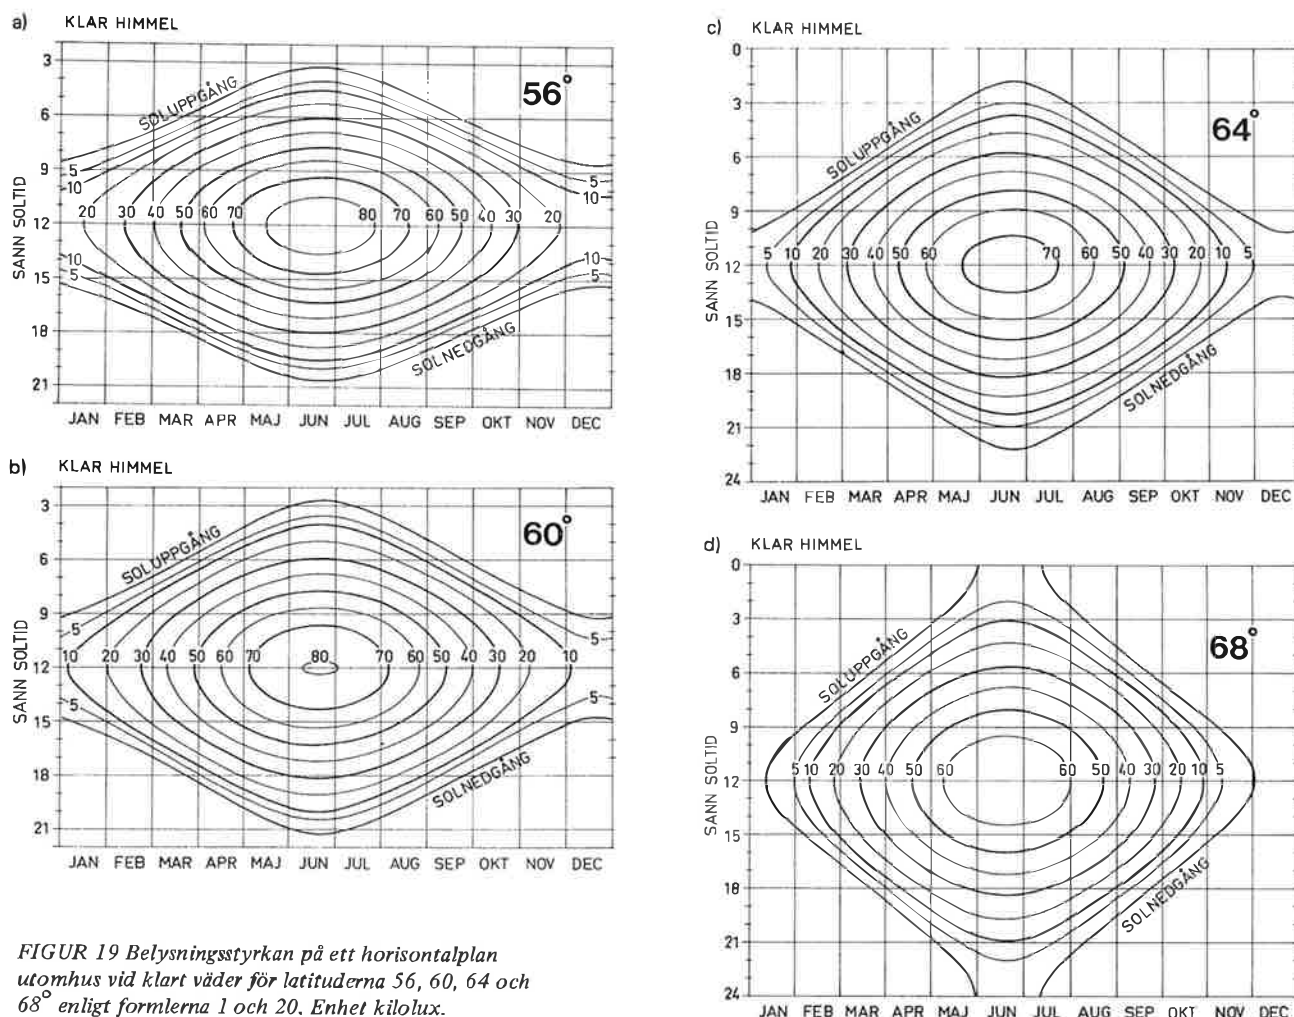 a) KLAR HIMMEL
56°
SOLUPPGÅNG
SOLNEDGÅNG
SANN SOLTID
3
6
9
12
15
18
21
5 5
10 10
20 30 40 50 60 70 80 70 60 50 40 30 20
10 10
5 5
JAN FEB MAR APR MAJ JUN JUL AUG SEP OKT NOV DEC
b) KLAR HIMMEL
60°
SOLUPPGÅNG
SOLNEDGÅNG
SANN SOLTID
3
6
9
12
15
18
21
5 5
10 20 30 40 50 60 70 80 70 60 50 40 30 20 10
5 5
JAN FEB MAR APR MAJ JUN JUL AUG SEP OKT NOV DEC
c) KLAR HIMMEL
64°
SOLUPPGÅNG
SOLNEDGÅNG
SANN SOLTID
0
3
6
9
12
15
18
21
24
5 10 20 30 40 50 60 70 60 50 40 30 20 10 5
JAN FEB MAR APR MAJ JUN JUL AUG SEP OKT NOV DEC
d) KLAR HIMMEL
68°
SOLUPPGÅNG
SOLNEDGÅNG
SANN SOLTID
0
3
6
9
12
15
18
21
24
5 10 20 30 40 50 60 60 50 40 30 20 10 5
JAN FEB MAR APR MAJ JUN JUL AUG SEP OKT NOV DEC
FIGUR 19 Belysningsstyrkan på ett horisontalplan
utomhus vid klart väder för latituderna 56, 60, 64 och
68° enligt formlerna 1 och 20. Enhet kilolux.